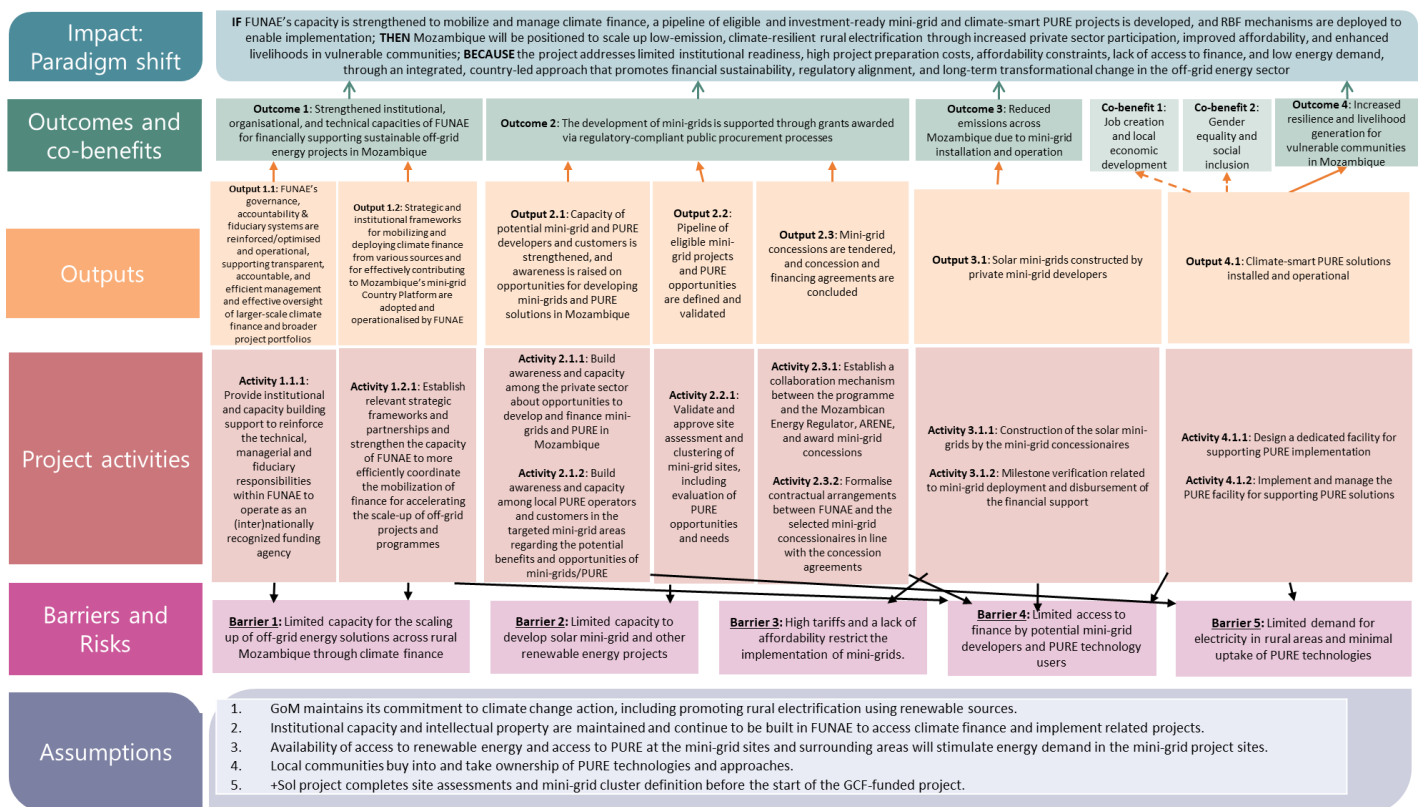 Impact:
Paradigm shift
IF FUNAE's capacity is strengthened to mobilize and manage climate finance, a pipeline of eligible and investment-ready mini-grid and climate-smart PURE projects is developed, and RBF mechanisms are deployed to
enable implementation; THEN Mozambique will be positioned to scale up low-emission, climate-resilient rural electrification through increased private sector participation, improved affordability, and enhanced
livelihoods in vulnerable communities; BECAUSE the project addresses limited institutional readiness, high project preparation costs, affordability constraints, lack of access to finance, and low energy demand,
through an integrated, country-led approach that promotes financial sustainability, regulatory alignment, and long-term transformational change in the off-grid energy sector
Outcomes and
co-benefits
Outcome 1: Strengthened institutional,
organisational, and technical capacities of FUNAE
for financially supporting sustainable off-grid
energy projects in Mozambique
Outcome 2: The development of mini-grids is supported through grants awarded
via regulatory-compliant public procurement processes
Outcome 3: Reduced
emissions across
Mozambique due to mini-grid
installation and operation
Co-benefit 1:
Job creation
and local
economic
development
Co-benefit 2:
Gender
equality and
social
inclusion
Outcome 4: Increased
resilience and livelihood
generation for
vulnerable communities
in Mozambique
Outputs
Output 1.1: FUNAE's
governance,
accountability &
fiduciary systems are
reinforced/optimised
and operational,
supporting transparent,
accountable, and
efficient management
and effective oversight
of larger-scale climate
finance and broader
project portfolios
Output 1.2: Strategic and
institutional frameworks
for mobilizing and
deploying climate finance
from various sources and
for effectively contributing
to Mozambique's mini-grid
Country Platform are
adopted and
operationalised by FUNAE
Output 2.1: Capacity of
potential mini-grid and PURE
developers and customers is
strengthened, and
awareness is raised on
opportunities for developing
mini-grids and PURE
solutions in Mozambique
Output 2.2:
Pipeline of
eligible mini-
grid projects
and PURE
opportunities
are defined and
validated
Output 2.3: Mini-grid
concessions are tendered,
and concession and
financing agreements are
concluded
Output 3.1: Solar mini-grids constructed by
private mini-grid developers
Output 4.1: Climate-smart PURE solutions
installed and operational
Project activities
Activity 1.1.1:
Provide institutional
and capacity building
support to reinforce
the technical,
managerial and
fiduciary
responsibilities
within FUNAE to
operate as an
(inter)nationally
recognized funding
agency
Activity 1.2.1: Establish
relevant strategic
frameworks and
partnerships and
strengthen the capacity
of FUNAE to more
efficiently coordinate
the mobilization of
finance for accelerating
the scale-up of off-grid
projects and
programmes
Activity 2.1.1: Build
awareness and capacity
among the private sector
about opportunities to
develop and finance mini-
grids and PURE in
Mozambique
Activity 2.1.2: Build
awareness and capacity
among local PURE operators
and customers in the
targeted mini-grid areas
regarding the potential
benefits and opportunities of
mini-grids/PURE
Activity 2.2.1:
Validate and
approve site
assessment and
clustering of
mini-grid sites,
including
evaluation of
PURE
opportunities
and needs
Activity 2.3.1: Establish a
collaboration mechanism
between the programme
and the Mozambican
Energy Regulator, ARENE,
and award mini-grid
concessions
Activity 2.3.2: Formalise
contractual arrangements
between FUNAE and the
selected mini-grid
concessionaires in line
with the concession
agreements
Activity 3.1.1: Construction of the solar mini-
grids by the mini-grid concessionaires
Activity 3.1.2: Milestone verification related
to mini-grid deployment and disbursement of
the financial support
Activity 4.1.1: Design a dedicated facility for
supporting PURE implementation
Activity 4.1.2: Implement and manage the
PURE facility for supporting PURE solutions
Barriers and
Risks
Barrier 1: Limited capacity for the scaling
up of off-grid energy solutions across rural
Mozambique through climate finance
Barrier 2: Limited capacity to
develop solar mini-grid and other
renewable energy projects
Barrier 3: High tariffs and a lack of
affordability restrict the
implementation of mini-grids.
Barrier 4: Limited access to
finance by potential mini-grid
developers and PURE technology
users
Barrier 5: Limited demand for
electricity in rural areas and minimal
uptake of PURE technologies
Assumptions
1. GoM maintains its commitment to climate change action, including promoting rural electrification using renewable sources.
2. Institutional capacity and intellectual property are maintained and continue to be built in FUNAE to access climate finance and implement related projects.
3. Availability of access to renewable energy and access to PURE at the mini-grid sites and surrounding areas will stimulate energy demand in the mini-grid project sites.
4. Local communities buy into and take ownership of PURE technologies and approaches.
5. +Sol project completes site assessments and mini-grid cluster definition before the start of the GCF-funded project.